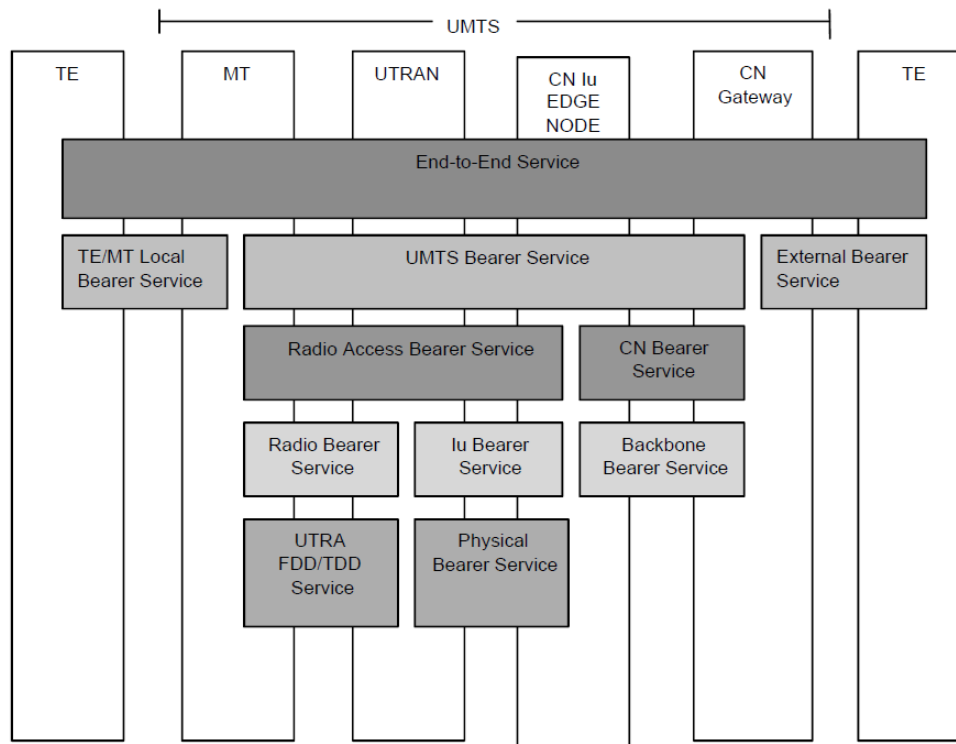 UMTS
TE
MT
UTRAN
CN Iu
EDGE
NODE
CN
Gateway
TE
End-to-End Service
TE/MT Local
Bearer Service
UMTS Bearer Service
External Bearer
Service
Radio Access Bearer Service
CN Bearer
Service
Radio Bearer
Service
Iu Bearer
Service
Backbone
Bearer Service
UTRA
FDD/TDD
Service
Physical
Bearer Service